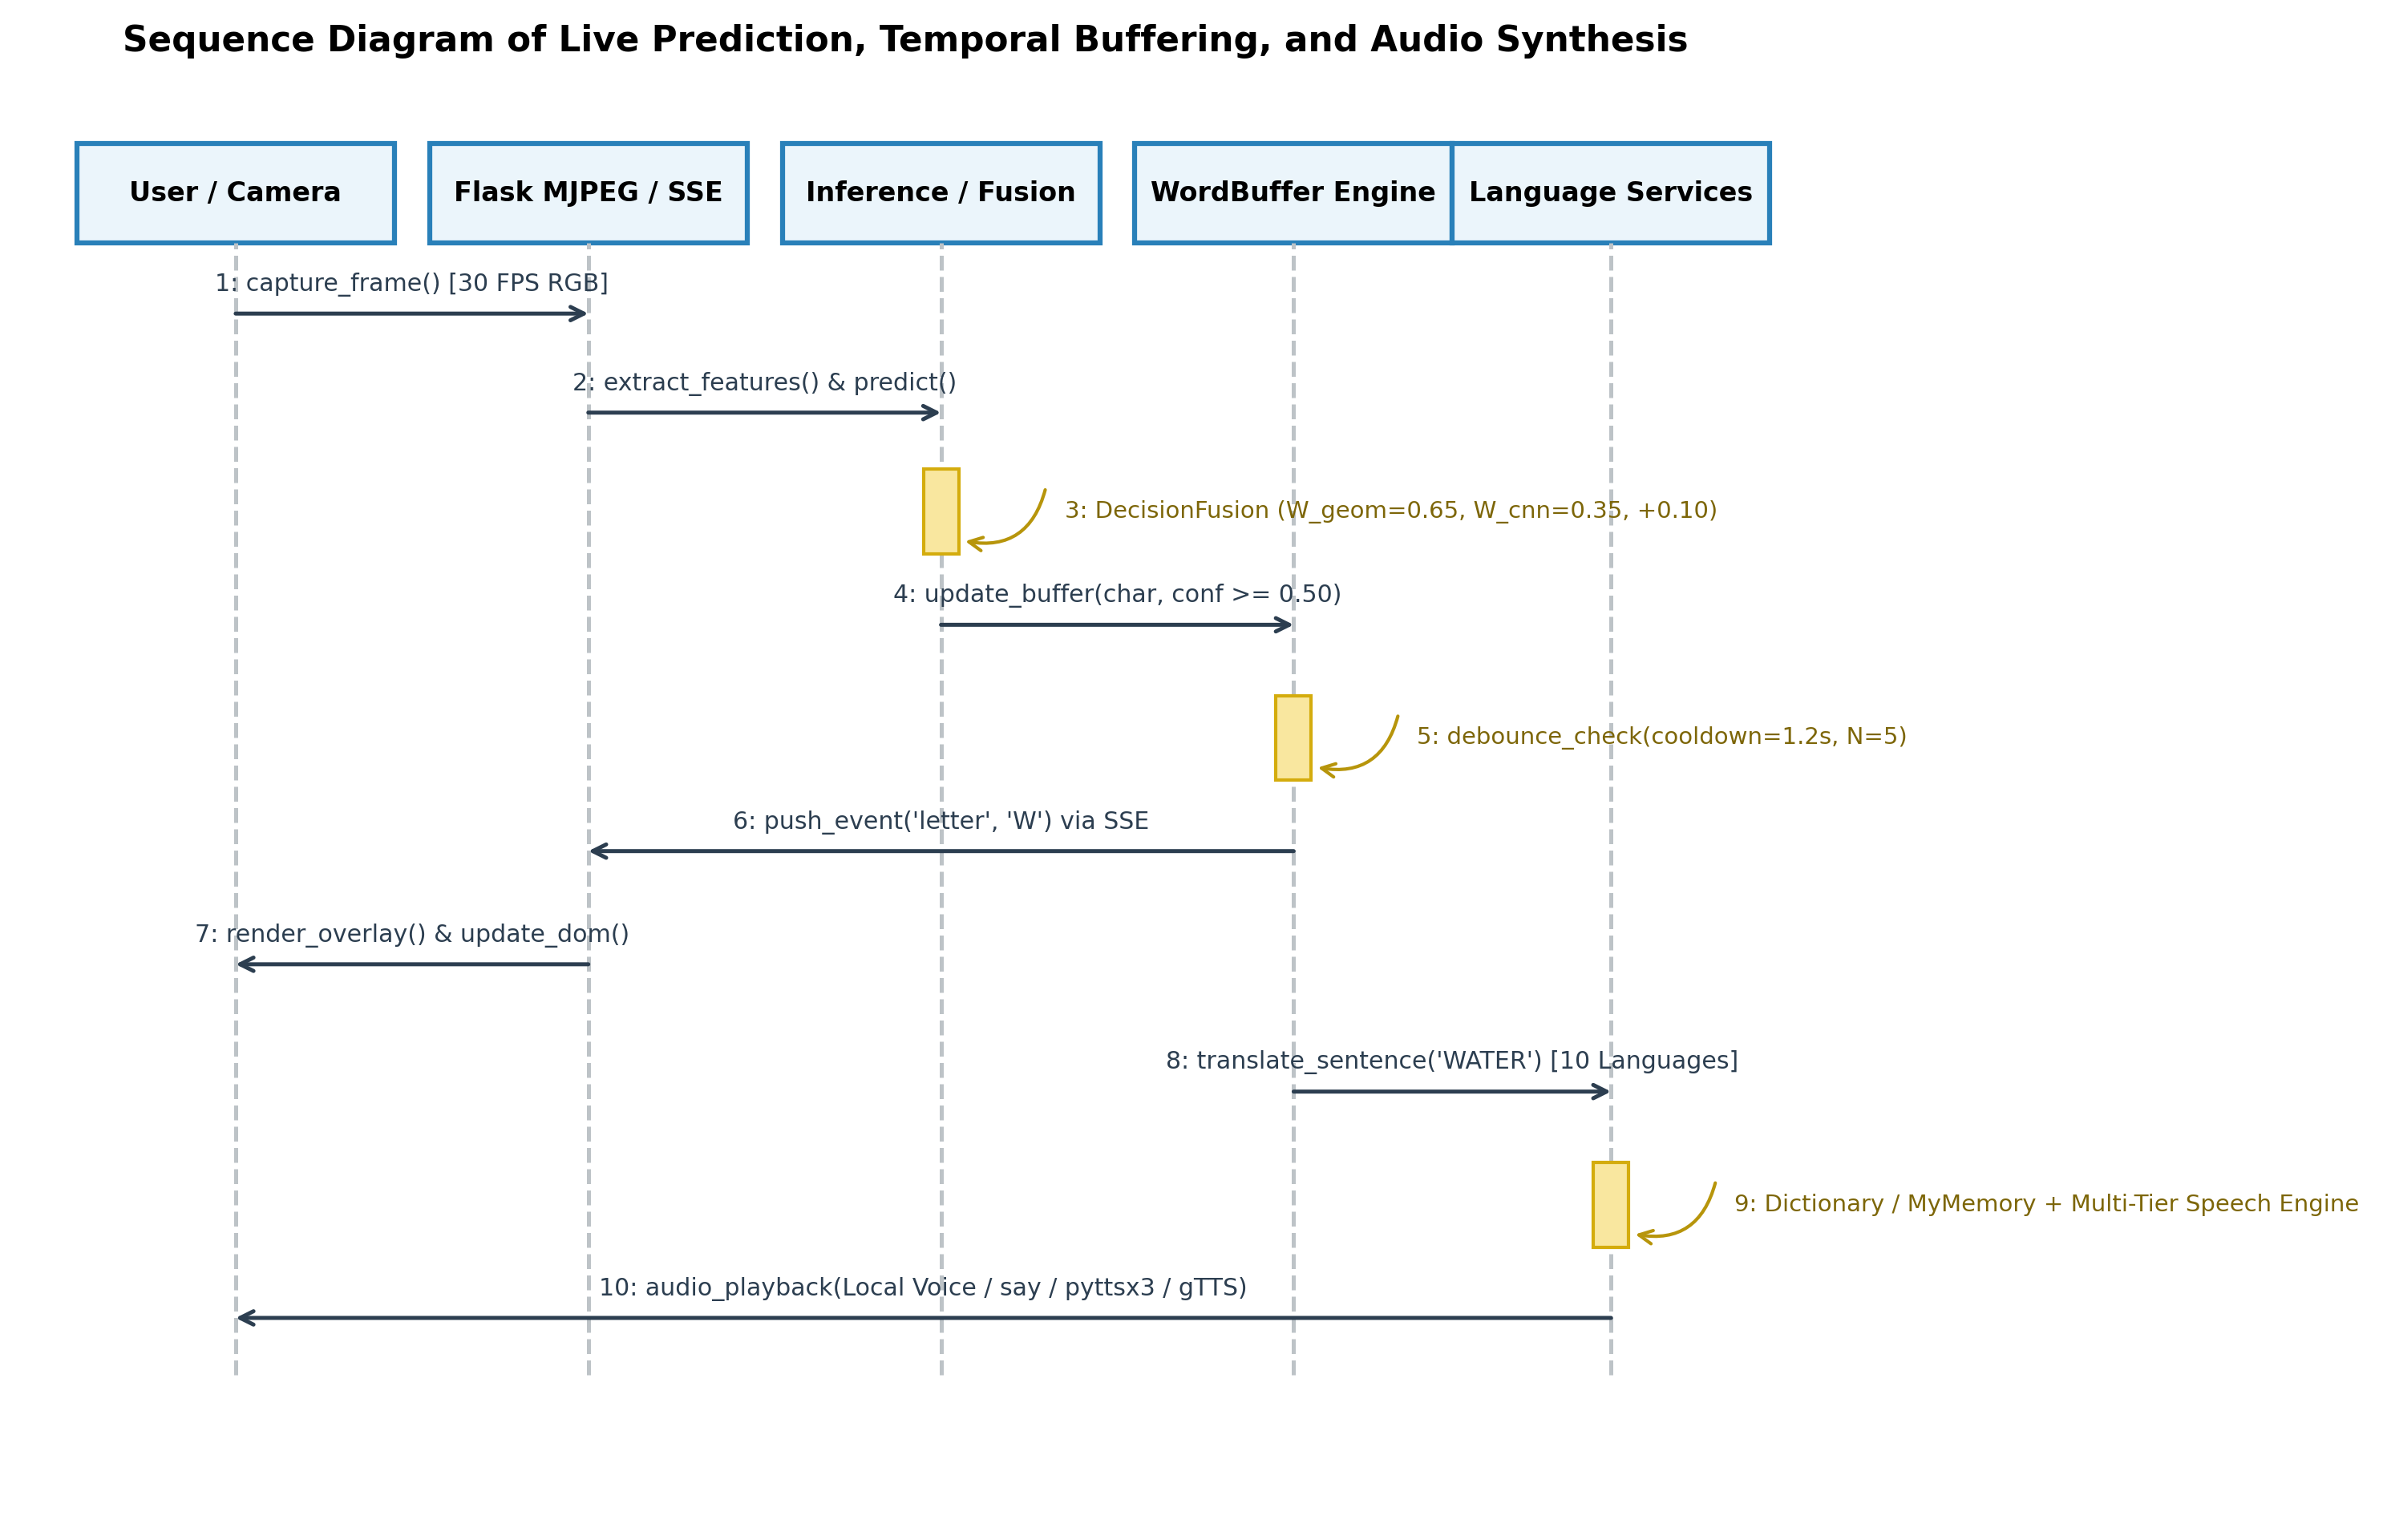 Sequence Diagram of Live Prediction, Temporal Buffering, and Audio Synthesis
User / Camera
Flask MJPEG / SSE
Inference / Fusion
WordBuffer Engine
Language Services
1: capture_frame() [30 FPS RGB]
2: extract_features() & predict()
3: DecisionFusion (W_geom=0.65, W_cnn=0.35, +0.10)
4: update_buffer(char, conf >= 0.50)
5: debounce_check(cooldown=1.2s, N=5)
6: push_event('letter', 'W') via SSE
7: render_overlay() & update_dom()
8: translate_sentence('WATER') [10 Languages]
9: Dictionary / MyMemory + Multi-Tier Speech Engine
10: audio_playback(Local Voice / say / pyttsx3 / gTTS)